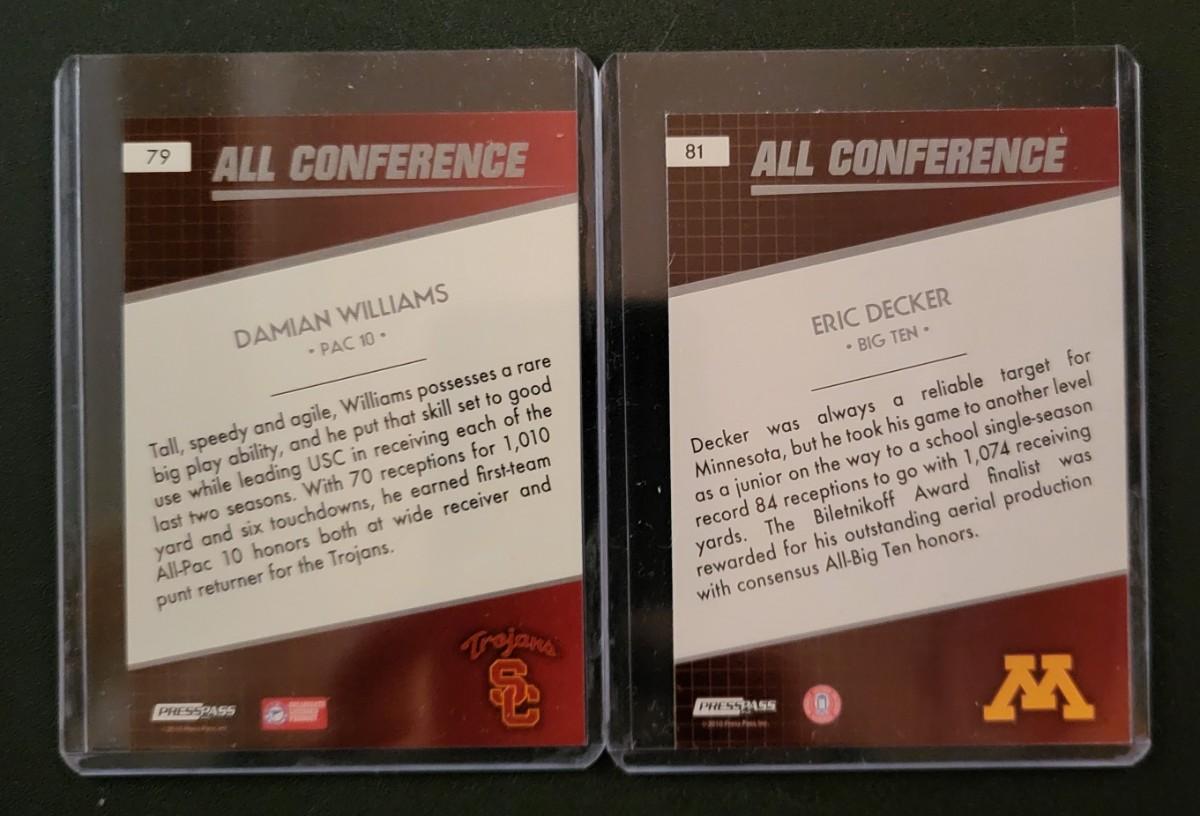 79
ALL CONFERENCE
DAMIAN WILLIAMS
• PAC 10 •
Tall, speedy and agile, Williams possesses a rare
big play ability, and he put that skill set to good
use while leading USC in receiving each of the
last two seasons. With 70 receptions for 1,010
yard and six touchdowns, he earned first-team
All-Pac 10 honors both at wide receiver and
punt returner for the Trojans.
Trojans
SC
PRESSPASS
81
ALL CONFERENCE
ERIC DECKER
• BIG TEN •
Decker was always a reliable target for
Minnesota, but he took his game to another level
as a junior on the way to a school single-season
record 84 receptions to go with 1,074 receiving
yards. The Biletnikoff Award finalist was
rewarded for his outstanding aerial production
with consensus All-Big Ten honors.
M
PRESSPASS
©2010 Press Pass, Inc.